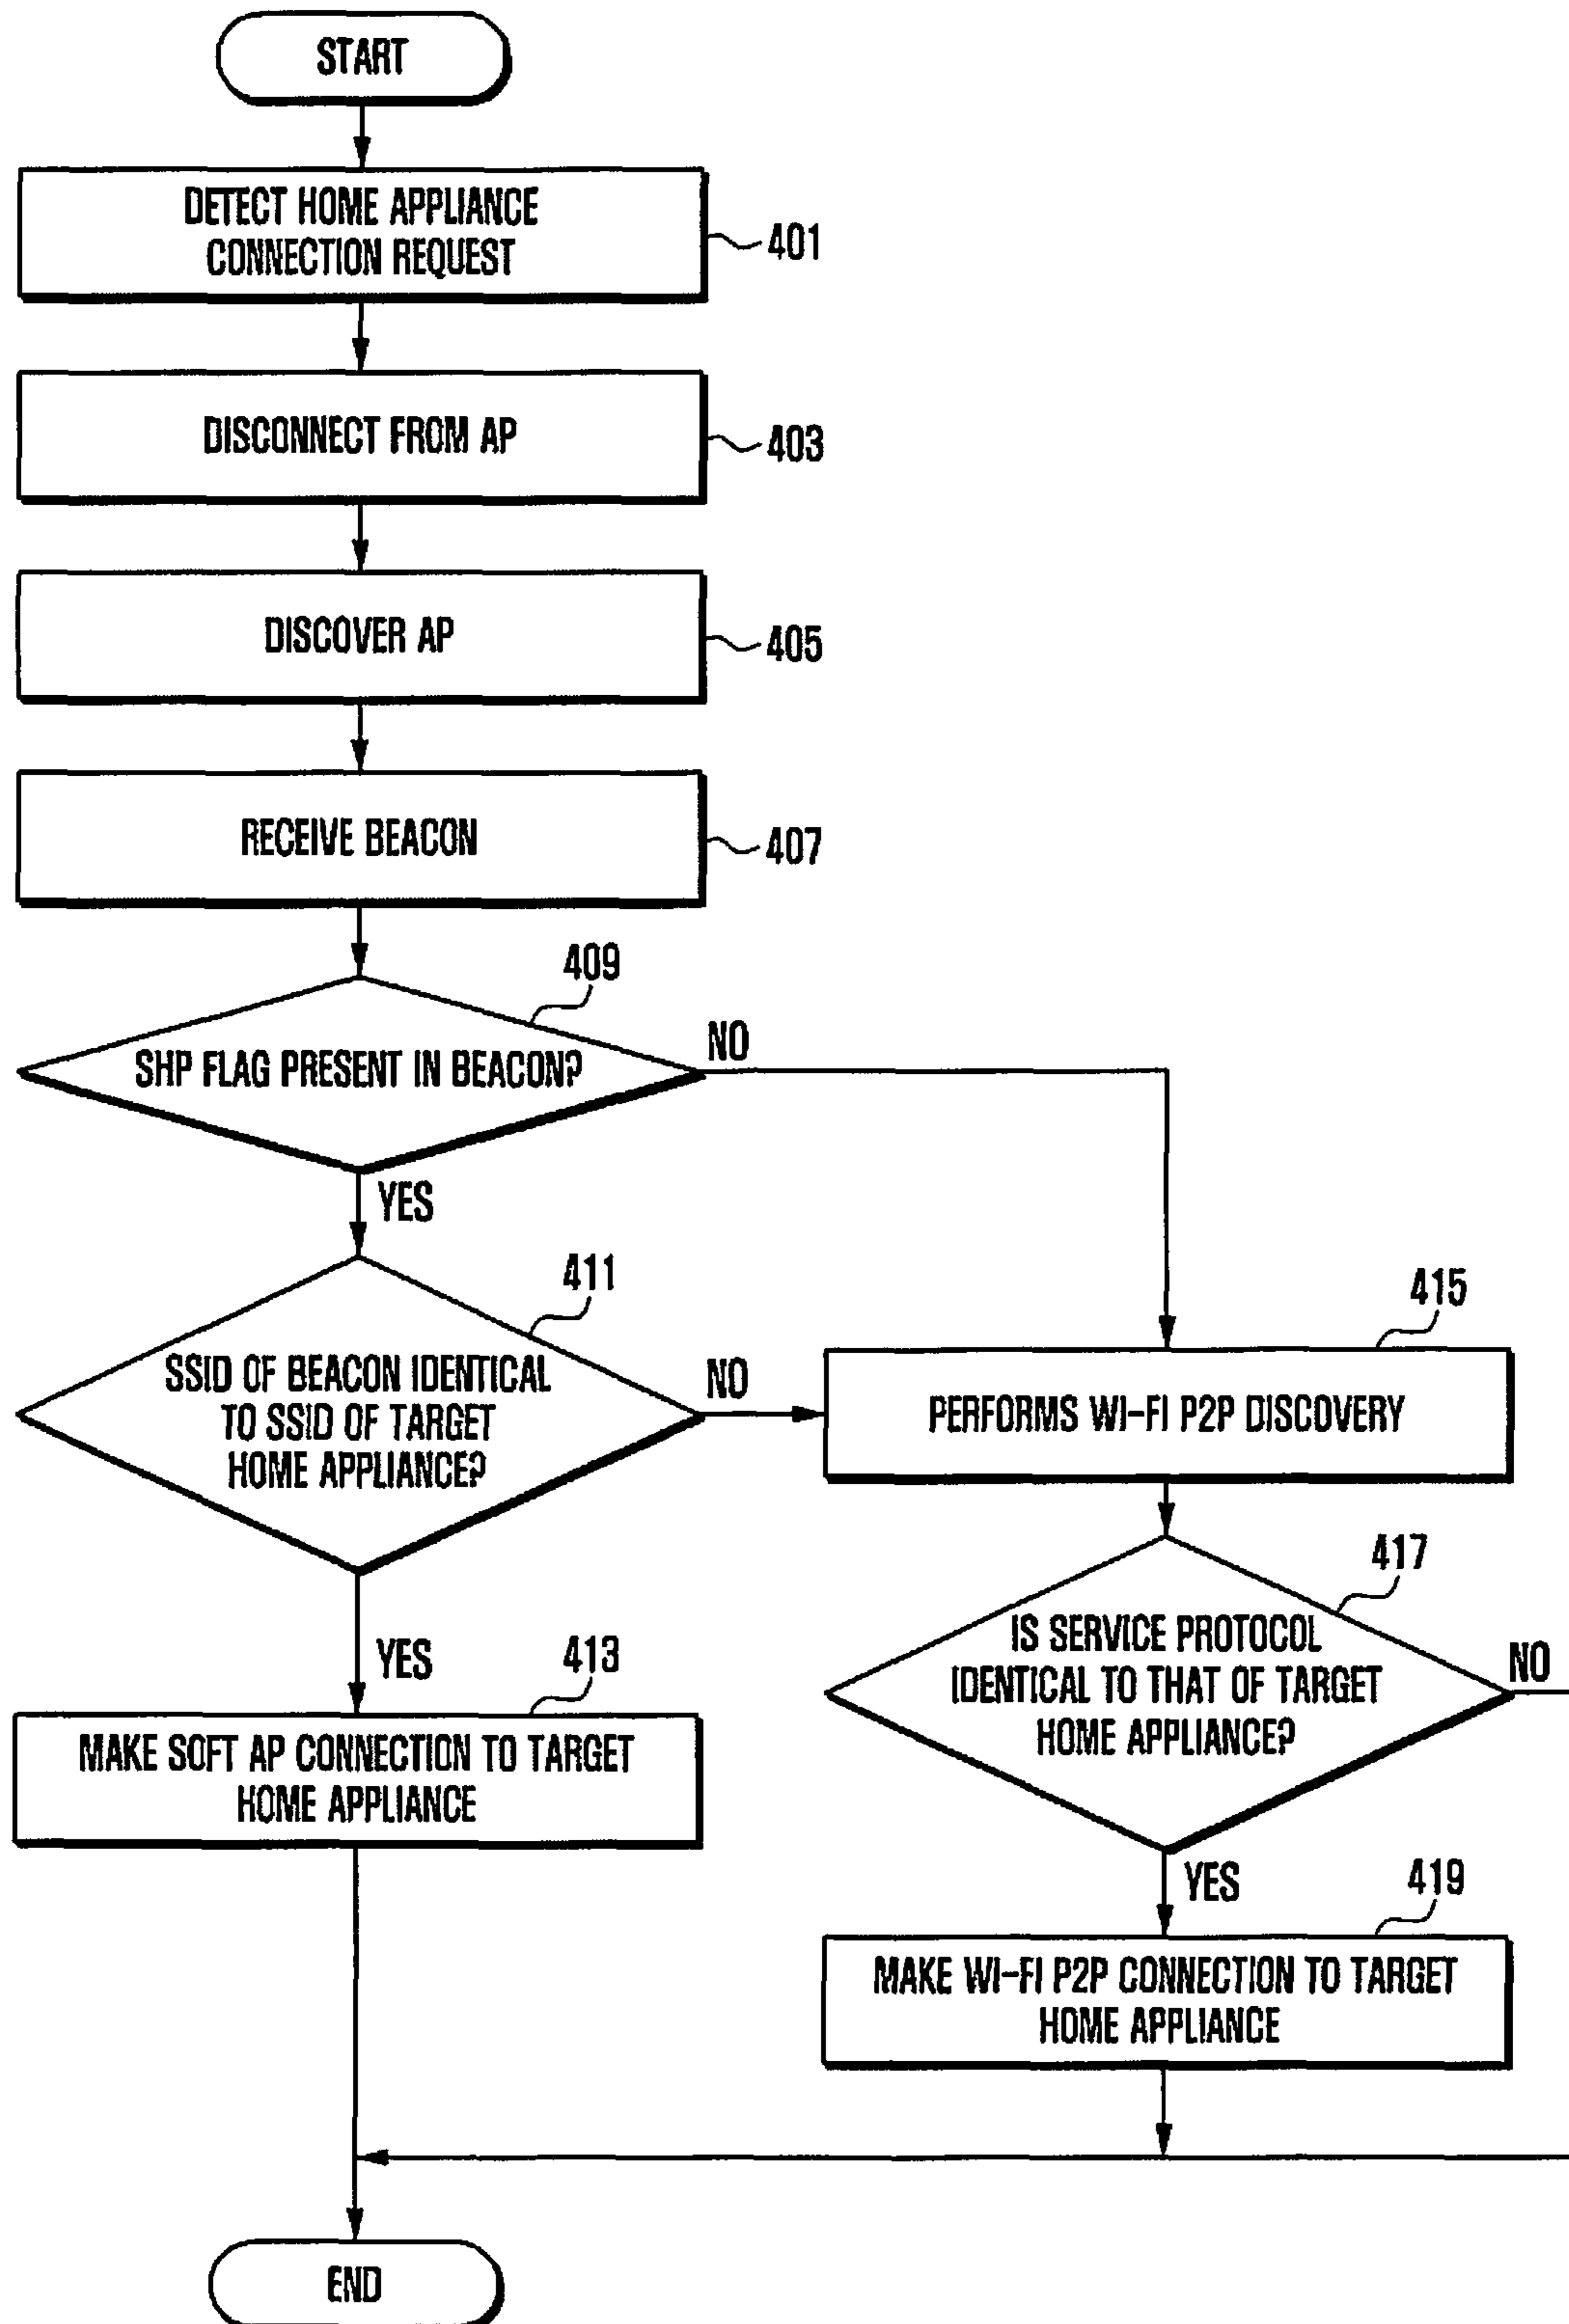 START
DETECT HOME APPLIANCE
CONNECTION REQUEST
401
DISCONNECT FROM AP
403
DISCOVER AP
405
RECEIVE BEACON
407
409
SHP FLAG PRESENT IN BEACON?
NO
YES
411
SSID OF BEACON IDENTICAL
TO SSID OF TARGET
HOME APPLIANCE?
NO
YES
413
MAKE SOFT AP CONNECTION TO TARGET
HOME APPLIANCE
415
PERFORMS WI-FI P2P DISCOVERY
417
IS SERVICE PROTOCOL
IDENTICAL TO THAT OF TARGET
HOME APPLIANCE?
NO
YES
419
MAKE WI-FI P2P CONNECTION TO TARGET
HOME APPLIANCE
END